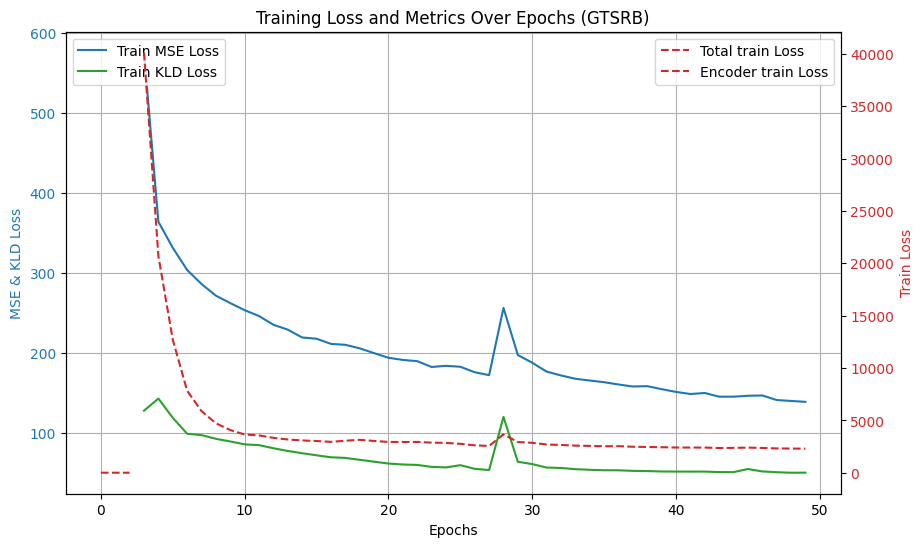 Training Loss and Metrics Over Epochs (GTSRB)
Train MSE Loss
Train KLD Loss
Total train Loss
Encoder train Loss
600
500
400
300
200
100
MSE & KLD Loss
40000
35000
30000
25000
20000
15000
10000
5000
0
Train Loss
0
10
20
30
40
50
Epochs